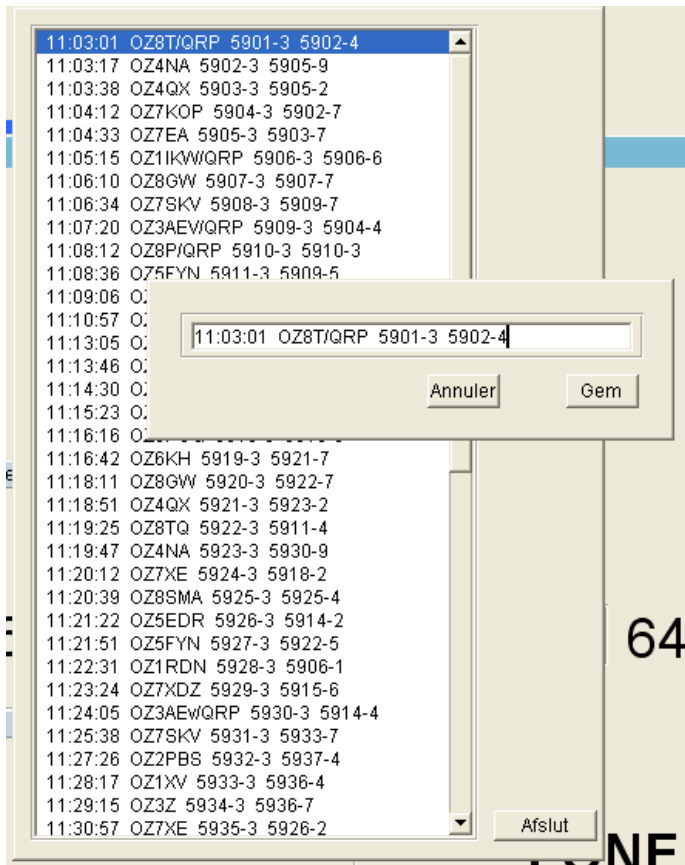 11:03:01 OZ8T/QRP 5901-3 5902-4
11:03:17 OZ4NA 5902-3 5905-9
11:03:38 OZ4QX 5903-3 5905-2
11:04:12 OZ7KOP 5904-3 5902-7
11:04:33 OZ7EA 5905-3 5903-7
11:05:15 OZ1IKW/QRP 5906-3 5906-6
11:06:10 OZ8GW 5907-3 5907-7
11:06:34 OZ7SKV 5908-3 5909-7
11:07:20 OZ3AEV/QRP 5909-3 5904-4
11:08:12 OZ8P/QRP 5910-3 5910-3
11:08:36 OZ5FYN 5911-3 5909-5
11:09:06
11:10:57
11:13:05
11:13:46
11:14:30
11:15:23
11:16:16
11:03:01 OZ8T/QRP 5901-3 5902-4
Annuler Gem
11:16:42 OZ6KH 5919-3 5921-7
11:18:11 OZ8GW 5920-3 5922-7
11:18:51 OZ4QX 5921-3 5923-2
11:19:25 OZ8TQ 5922-3 5911-4
11:19:47 OZ4NA 5923-3 5930-9
11:20:12 OZ7XE 5924-3 5918-2
11:20:39 OZ8SMA 5925-3 5925-4
11:21:22 OZ5EDR 5926-3 5914-2
11:21:51 OZ5FYN 5927-3 5922-5
11:22:31 OZ1RDN 5928-3 5906-1
11:23:24 OZ7XDZ 5929-3 5915-6
11:24:05 OZ3AEvQRP 5930-3 5914-4
11:25:38 OZ7SKV 5931-3 5933-7
11:27:26 OZ2PBS 5932-3 5937-4
11:28:17 OZ1XV 5933-3 5936-4
11:29:15 OZ3Z 5934-3 5936-7
11:30:57 OZ7XE 5935-3 5926-2
Afslut
64